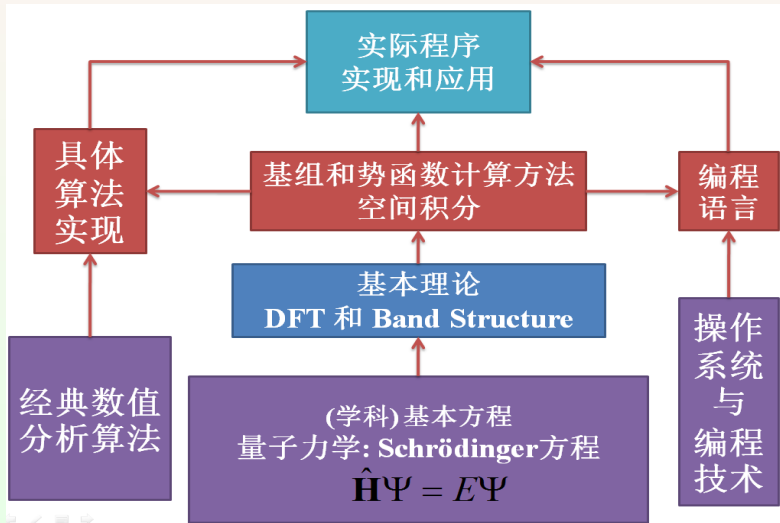 实际程序
实现和应用
具体
算法
实现
基组和势函数计算方法
空间积分
编程
语言
基本理论
DFT 和 Band Structure
经典数值
分析算法
(学科)基本方程
量子力学: Schrödinger方程
ĤΨ = EΨ
操作
系统
与
编程
技术